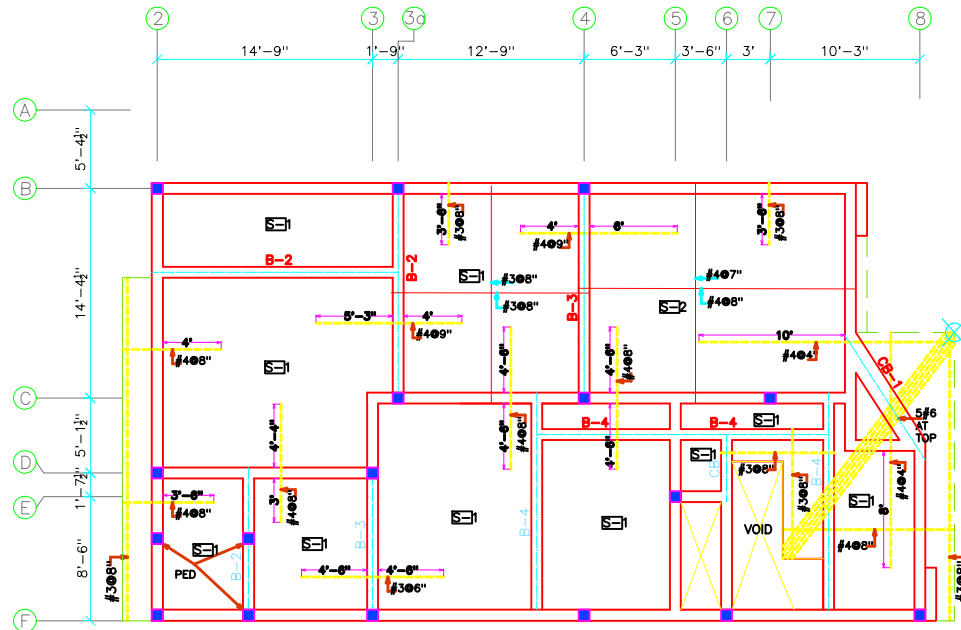 2 3 3a 4 5 6 7 8
14'-9" 1'-9" 12'-9" 6'-3" 3'-6" 3' 10'-3"
A
5'-4½"
B
S-1
3'-6"
#3@8"
4' 6'
#4@9"
3'-6"
#3@8"
B-2
B-2
S-1
#3@8"
#3@8"
B-3
#4@7"
#4@8"
S-2
14'-4½"
5'-3" 4'
#4@9"
4'
#4@8"
4'-6"
4'-6"
#4@8"
10'
#4@4"
S-1
CB-1
C
4'-6"
#4@8"
4'-6"
B-4
B-4
S-1
5#6
AT
TOP
5'-1½"
4'-4"
D
S-1
#3@8"
CB
B-4
#3@8"
#4@4"
8'
1'-7½"
E
3'-6"
#4@8"
3'
#4@8"
S-1
B-4
S-1
VOID
S-1
#4@8"
8'-6"
S-1
PED
B-2
S-1
B-3
4'-6" 4'-6"
#3@6"
#3@8"
#3@8"
F